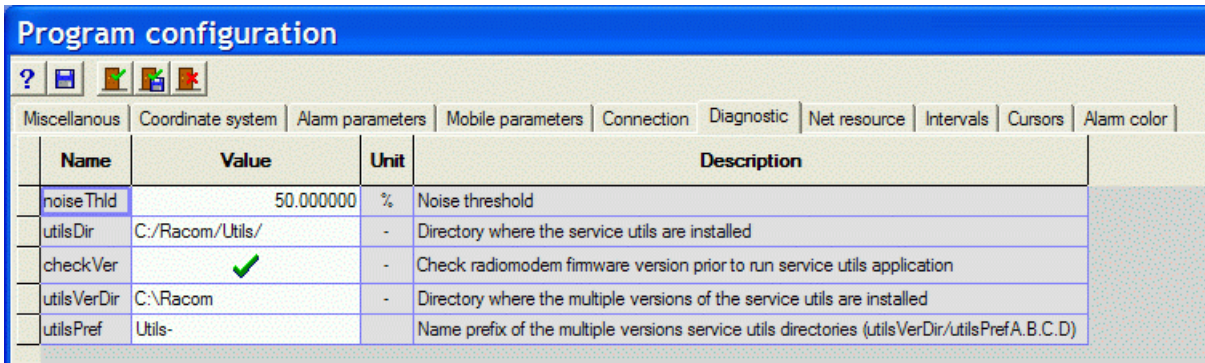 Program configuration
?
Miscellanous Coordinate system Alarm parameters Mobile parameters Connection Diagnostic Net resource Intervals Cursors Alarm color
Name Value Unit Description
noiseThld 50.000000 % Noise threshold
utilsDir C:/Racom/Utils/ - Directory where the service utils are installed
checkVer - Check radiomodem firmware version prior to run service utils application
utilsVerDir C:\Racom - Directory where the multiple versions of the service utils are installed
utilsPref Utils- Name prefix of the multiple versions service utils directories (utilsVerDir/utilsPrefA.B.C.D)